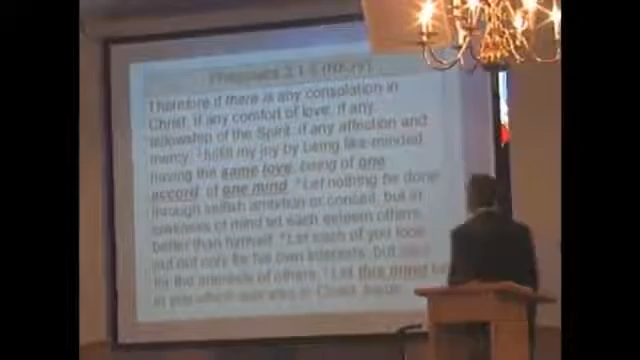 Philippians 2:1-5 (NKJV)
Therefore if there is any consolation in
Christ, if any comfort of love, if any
fellowship of the Spirit, if any affection and
mercy, 2 fulfill my joy by being like-minded,
having the same love, being of one
accord, of one mind. 3 Let nothing be done
through selfish ambition or conceit, but in
lowliness of mind let each esteem others
better than himself. 4 Let each of you look
out not only for his own interests, but
for the interests of others. 5 Let this mind be
in you which was also in Christ Jesus